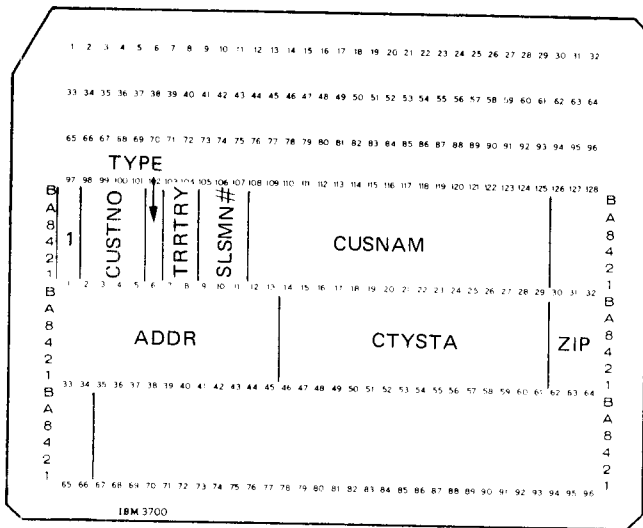 1 2 3 4 5 6 7 8 9 10 11 12 13 14 15 16 17 18 19 20 21 22 23 24 25 26 27 28 29 30 31 32
33 34 35 36 37 38 39 40 41 42 43 44 45 46 47 48 49 50 51 52 53 54 55 56 57 58 59 60 61 62 63 64
65 66 67 68 69 70 71 72 73 74 75 76 77 78 79 80 81 82 83 84 85 86 87 88 89 90 91 92 93 94 95 96
TYPE
97 98 99 100 101 102 103 104 105 106 107 108 109 110 111 112 113 114 115 116 117 118 119 120 121 122 123 124 125 126 127 128
B A 8 4 2 1 1 CUSTNO TRRTRY SLSMN# CUSNAM B A 8 4 2 1
1 2 3 4 5 6 7 8 9 10 11 12 13 14 15 16 17 18 19 20 21 22 23 24 25 26 27 28 29 30 31 32
B A 8 4 2 1 ADDR CTYSTA ZIP B A 8 4 2 1
33 34 35 36 37 38 39 40 41 42 43 44 45 46 47 48 49 50 51 52 53 54 55 56 57 58 59 60 61 62 63 64
B A 8 4 2 1 B A 8 4 2 1
65 66 67 68 69 70 71 72 73 74 75 76 77 78 79 80 81 82 83 84 85 86 87 88 89 90 91 92 93 94 95 96
IBM 3700